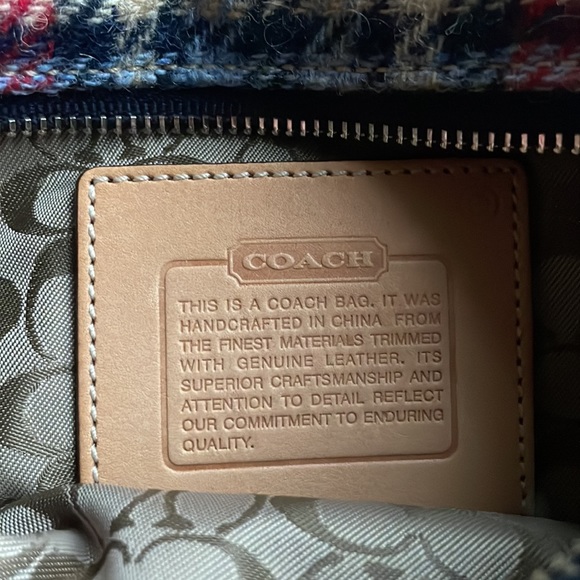 COACH
THIS IS A COACH BAG. IT WAS
HANDCRAFTED IN CHINA FROM
THE FINEST MATERIALS TRIMMED
WITH GENUINE LEATHER. ITS
SUPERIOR CRAFTSMANSHIP AND
ATTENTION TO DETAIL REFLECT
OUR COMMITMENT TO ENDURING
QUALITY.